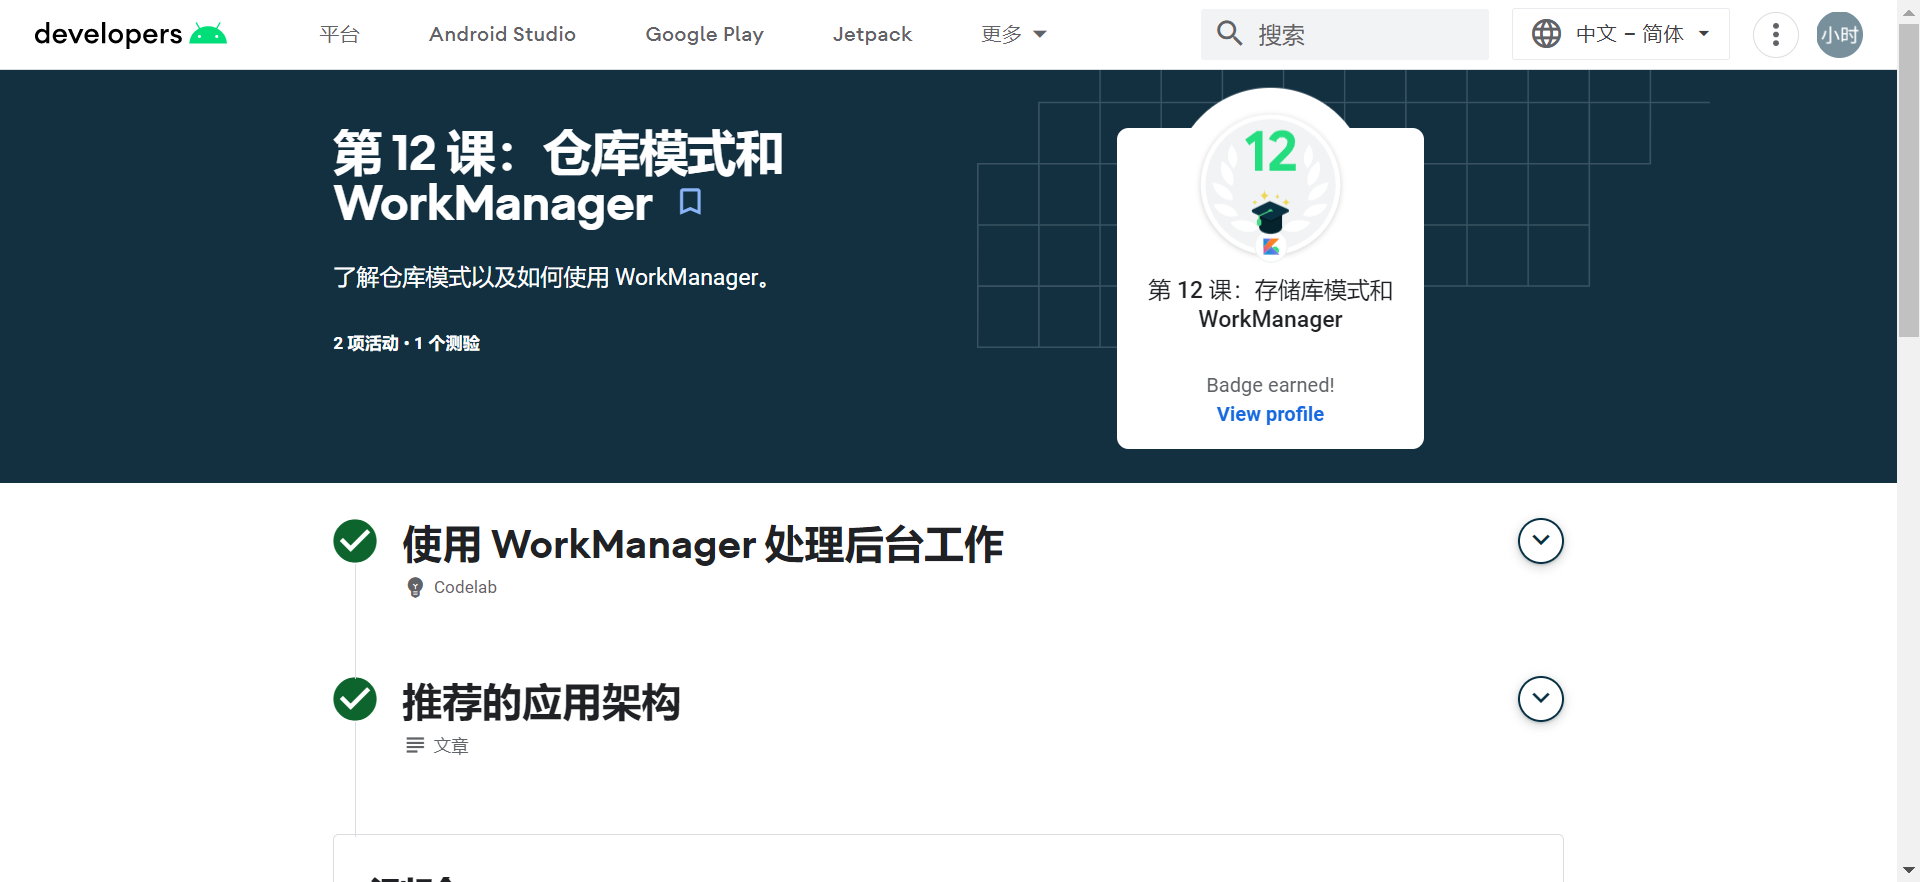 developers
平台
Android Studio
Google Play
Jetpack
更多
搜索
中文 – 简体
小时
第 12 课：仓库模式和
WorkManager
了解仓库模式以及如何使用 WorkManager。
2 项活动 • 1 个测验
12
第 12 课：存储库模式和
WorkManager
Badge earned!
View profile
使用 WorkManager 处理后台工作
Codelab
推荐的应用架构
文章